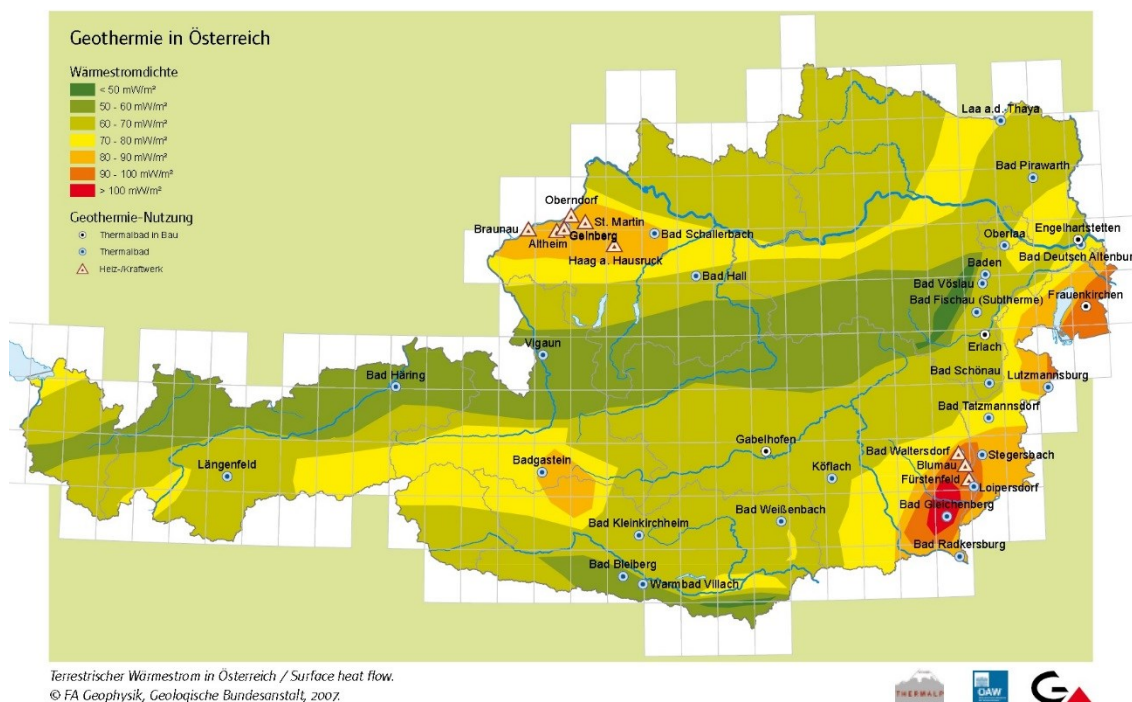 Geothermie in Österreich
Wärmestromdichte
< 50 mW/m²
50 - 60 mW/m²
60 - 70 mW/m²
70 - 80 mW/m²
80 - 90 mW/m²
90 - 100 mW/m²
> 100 mW/m²
Geothermie-Nutzung
Thermalbad in Bau
Thermalbad
Heiz-/Kraftwerk
Laa a.d. Thaya
Bad Pirawarth
Oberndorf
St. Martin
Braunau
Altheim
Geinberg
Bad Schallerbach
Haag a. Hausruck
Bad Hall
Engelhartstetten
Oberlaa
Bad Deutsch Altenburg
Baden
Bad Vöslau
Bad Fischau (Subtherme)
Frauenkirchen
Erlach
Vigaun
Bad Häring
Bad Schönau
Lutzmannsburg
Bad Tatzmannsdorf
Gabelhofen
Bad Waltersdorf
Stegersbach
Blumau
Längenfeld
Badgastein
Köflach
Fürstenfeld
Loipersdorf
Bad Gleichenberg
Bad Kleinkirchheim
Bad Weißenbach
Bad Radkersburg
Bad Bleiberg
Warmbad Villach
Terrestrischer Wärmestrom in Österreich / Surface heat flow.
© FA Geophysik, Geologische Bundesanstalt, 2007.
THERMALP
ÖAW